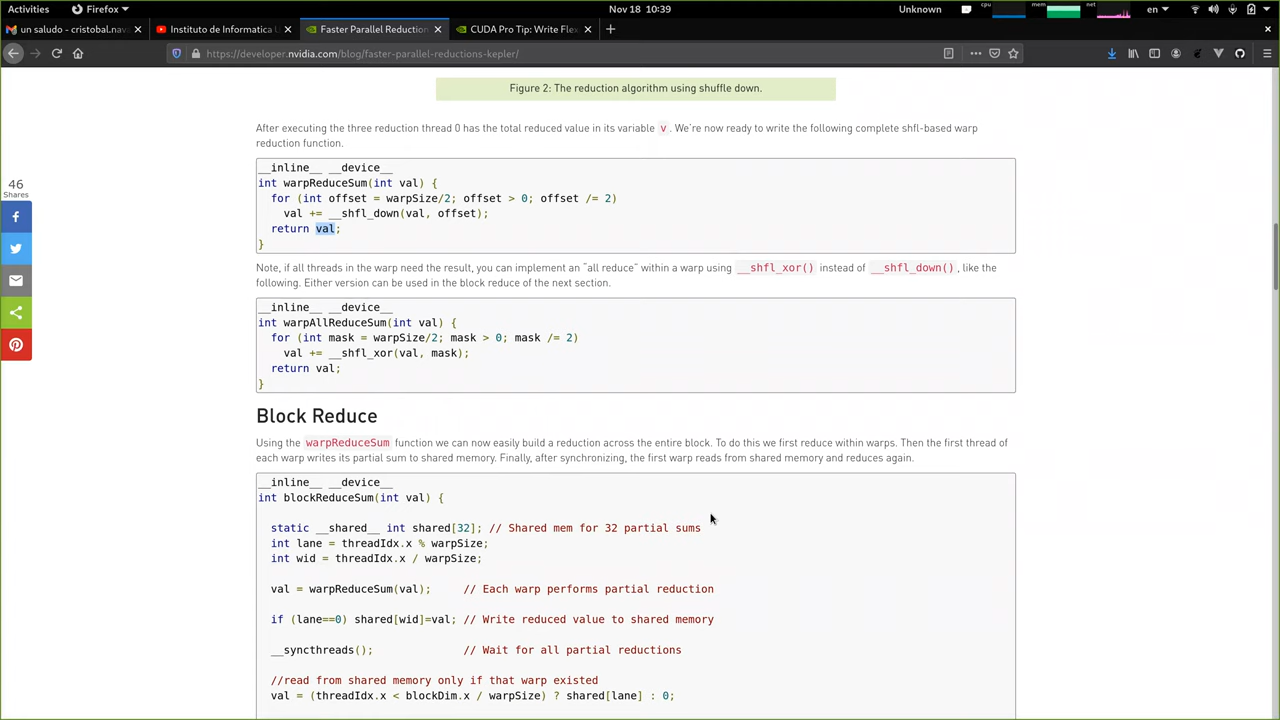 Activities
Firefox
Nov 18 10:39
Unknown
cpu
mem
net
en
un saludo - cristobal.nav
Instituto de Informatica U
Faster Parallel Reduction
CUDA Pro Tip: Write Flex
https://developer.nvidia.com/blog/faster-parallel-reductions-kepler/
Figure 2: The reduction algorithm using shuffle down.
After executing the three reduction thread 0 has the total reduced value in its variable v. We're now ready to write the following complete shfl-based warp
reduction function.
__inline__ __device__
int warpReduceSum(int val) {
  for (int offset = warpSize/2; offset > 0; offset /= 2)
    val += __shfl_down(val, offset);
  return val;
}
46
Shares
Note, if all threads in the warp need the result, you can implement an "all reduce" within a warp using __shfl_xor() instead of __shfl_down(), like the
following. Either version can be used in the block reduce of the next section.
__inline__ __device__
int warpAllReduceSum(int val) {
  for (int mask = warpSize/2; mask > 0; mask /= 2)
    val += __shfl_xor(val, mask);
  return val;
}
Block Reduce
Using the warpReduceSum function we can now easily build a reduction across the entire block. To do this we first reduce within warps. Then the first thread of
each warp writes its partial sum to shared memory. Finally, after synchronizing, the first warp reads from shared memory and reduces again.
__inline__ __device__
int blockReduceSum(int val) {
  static __shared__ int shared[32]; // Shared mem for 32 partial sums
  int lane = threadIdx.x % warpSize;
  int wid = threadIdx.x / warpSize;
  val = warpReduceSum(val);     // Each warp performs partial reduction
  if (lane==0) shared[wid]=val; // Write reduced value to shared memory
  __syncthreads();              // Wait for all partial reductions
  //read from shared memory only if that warp existed
  val = (threadIdx.x < blockDim.x / warpSize) ? shared[lane] : 0;